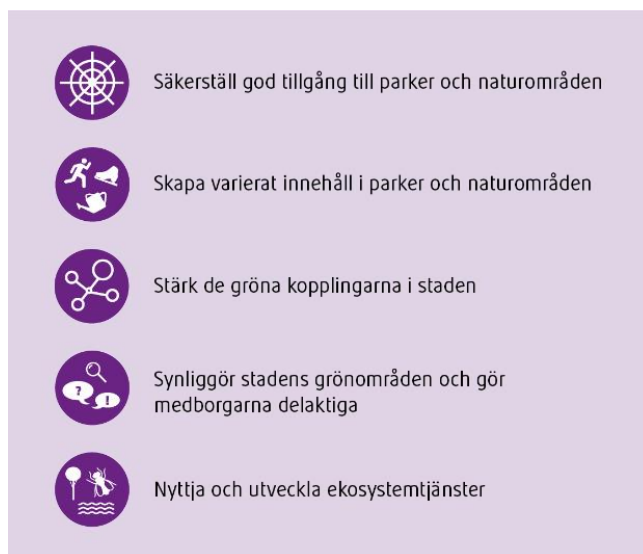 Säkerställ god tillgång till parker och naturområden
Skapa varierat innehåll i parker och naturområden
Stärk de gröna kopplingarna i staden
? !
Synliggör stadens grönområden och gör
medborgarna delaktiga
Nyttja och utveckla ekosystemtjänster